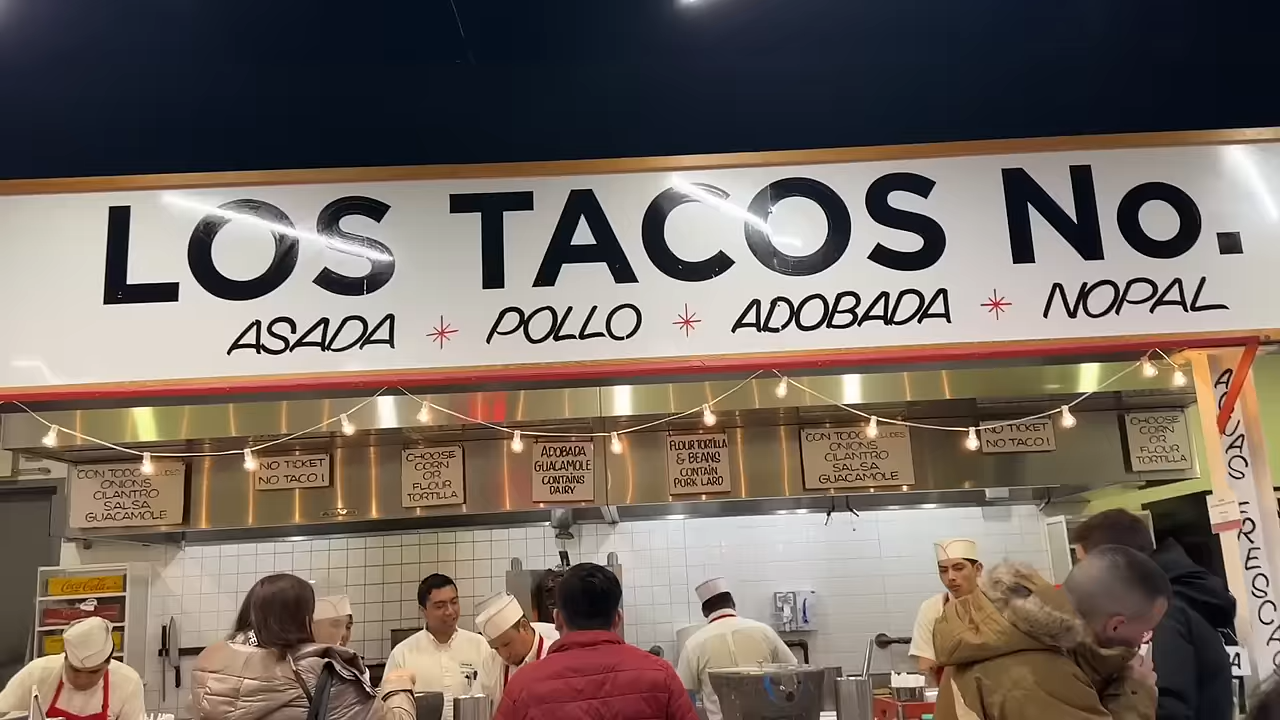 LOS TACOS No.
ASADA * POLLO * ADOBADA * NOPAL
CON TODO
ONIONS
CILANTRO
SALSA
GUACAMOLE
NO TICKET
NO TACO!
CHOOSE
CORN
OR
FLOUR
TORTILLA
ADOBADA
GUACAMOLE
CONTAINS
DAIRY
FLOUR TORTILLA
& BEANS
CONTAIN
PORK LARD
CON TODO
ONIONS
CILANTRO
SALSA
GUACAMOLE
NO TICKET
NO TACO!
CHOOSE
CORN
OR
FLOUR
TORTILLA
Coca-Cola